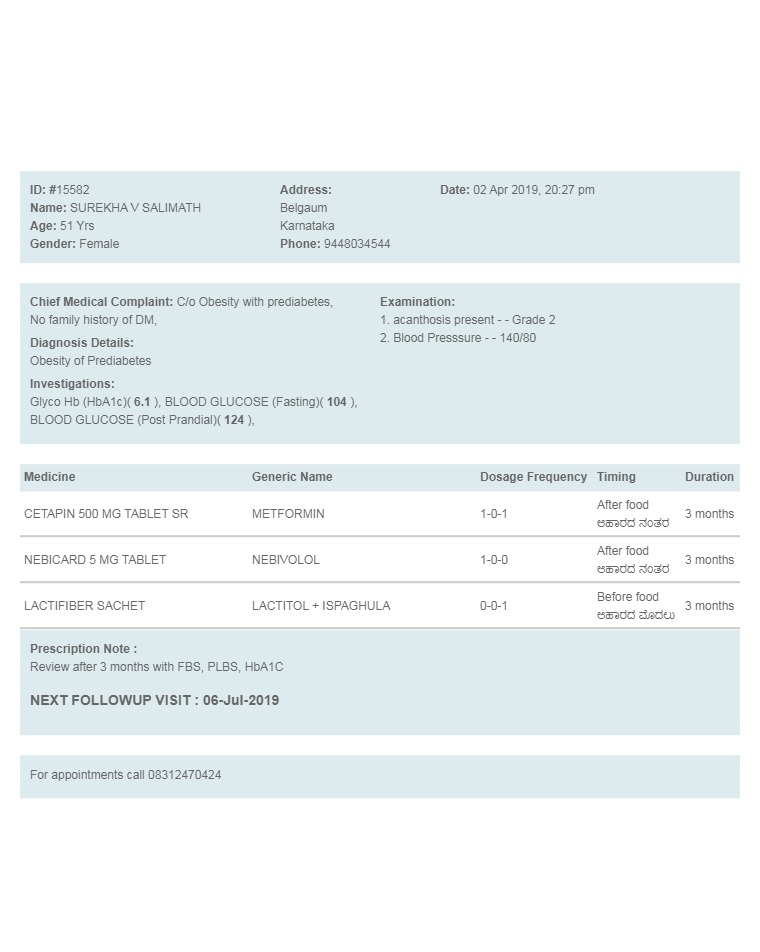 ID: #15582
Name: SUREKHA V SALIMATH
Age: 51 Yrs
Gender: Female
Address:
Belgaum
Karnataka
Phone: 9448034544
Date: 02 Apr 2019, 20:27 pm
Chief Medical Complaint: C/o Obesity with prediabetes,
No family history of DM,
Diagnosis Details:
Obesity of Prediabetes
Investigations:
Glyco Hb (HbA1c)( 6.1 ), BLOOD GLUCOSE (Fasting)( 104 ),
BLOOD GLUCOSE (Post Prandial)( 124 ),
Examination:
1. acanthosis present - - Grade 2
2. Blood Presssure - - 140/80
Medicine Generic Name Dosage Frequency Timing Duration
CETAPIN 500 MG TABLET SR METFORMIN 1-0-1 After food 3 months
ಆಹಾರದ ನಂತರ
NEBICARD 5 MG TABLET NEBIVOLOL 1-0-0 After food 3 months
ಆಹಾರದ ನಂತರ
LACTIFIBER SACHET LACTITOL + ISPAGHULA 0-0-1 Before food 3 months
ಆಹಾರದ ಮೊದಲು
Prescription Note :
Review after 3 months with FBS, PLBS, HbA1C
NEXT FOLLOWUP VISIT : 06-Jul-2019
For appointments call 08312470424